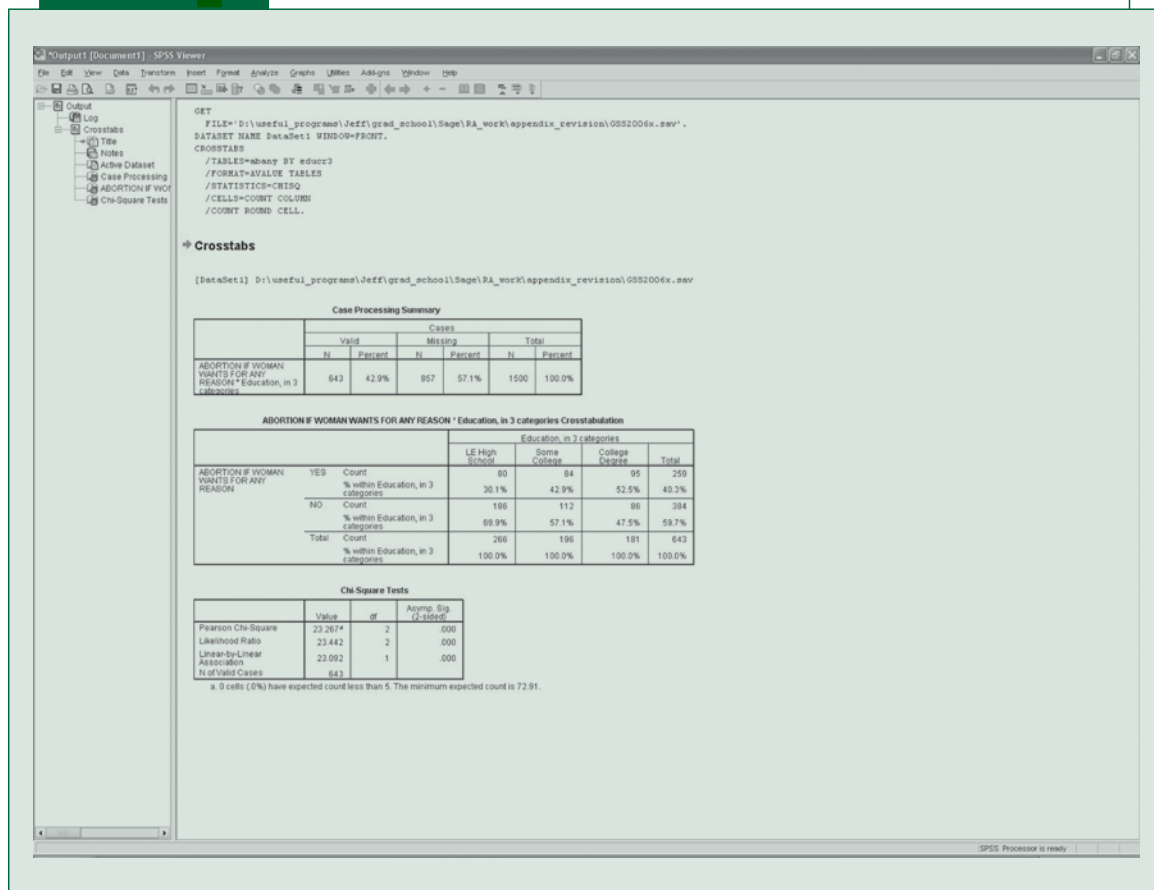 *Output1 [Document1] - SPSS Viewer
File Edit View Data Transform Insert Format Analyze Graphs Utilities Add-ons Window Help
Output
Log
Crosstabs
Title
Notes
Active Dataset
Case Processing
ABORTION IF WOM
Chi-Square Tests
GET
FILE='D:\useful_programs\Jeff\grad_school\Sage\RA_work\appendix_revision\GSS2006x.sav'.
DATASET NAME DataSet1 WINDOW=FRONT.
CROSSTABS
/TABLES=abany BY educr3
/FORMAT=AVALUE TABLES
/STATISTICS=CHISQ
/CELLS=COUNT COLUMN
/COUNT ROUND CELL.
Crosstabs
[DataSet1] D:\useful_programs\Jeff\grad_school\Sage\RA_work\appendix_revision\GSS2006x.sav
Case Processing Summary
Cases
Valid Missing Total
N Percent N Percent N Percent
ABORTION IF WOMAN
WANTS FOR ANY
REASON * Education, in 3
categories
643 42.9% 857 57.1% 1500 100.0%
ABORTION IF WOMAN WANTS FOR ANY REASON * Education, in 3 categories Crosstabulation
Education, in 3 categories
LE High School Some College College Degree Total
ABORTION IF WOMAN
WANTS FOR ANY
REASON
YES Count 80 84 95 259
% within Education, in 3 categories 30.1% 42.9% 52.5% 40.3%
NO Count 186 112 86 384
% within Education, in 3 categories 69.9% 57.1% 47.5% 59.7%
Total Count 266 196 181 643
% within Education, in 3 categories 100.0% 100.0% 100.0% 100.0%
Chi-Square Tests
Value df Asymp. Sig. (2-sided)
Pearson Chi-Square 23.267a 2 .000
Likelihood Ratio 23.442 2 .000
Linear-by-Linear Association 23.092 1 .000
N of Valid Cases 643
a. 0 cells (.0%) have expected count less than 5. The minimum expected count is 72.91.
SPSS Processor is ready